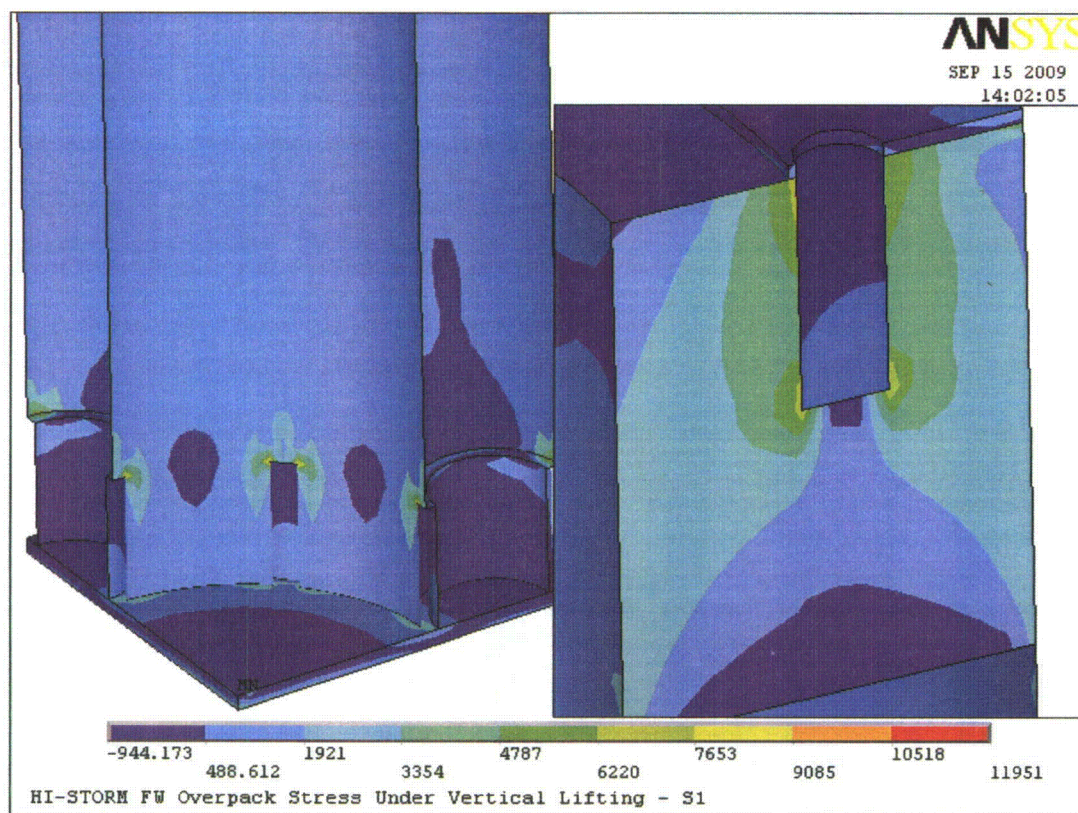 ANSYS
SEP 15 2009
14:02:05
MN
-944.173 1921 4787 7653 10518
488.612 3354 6220 9085 11951
HI-STORM FW Overpack Stress Under Vertical Lifting - S1